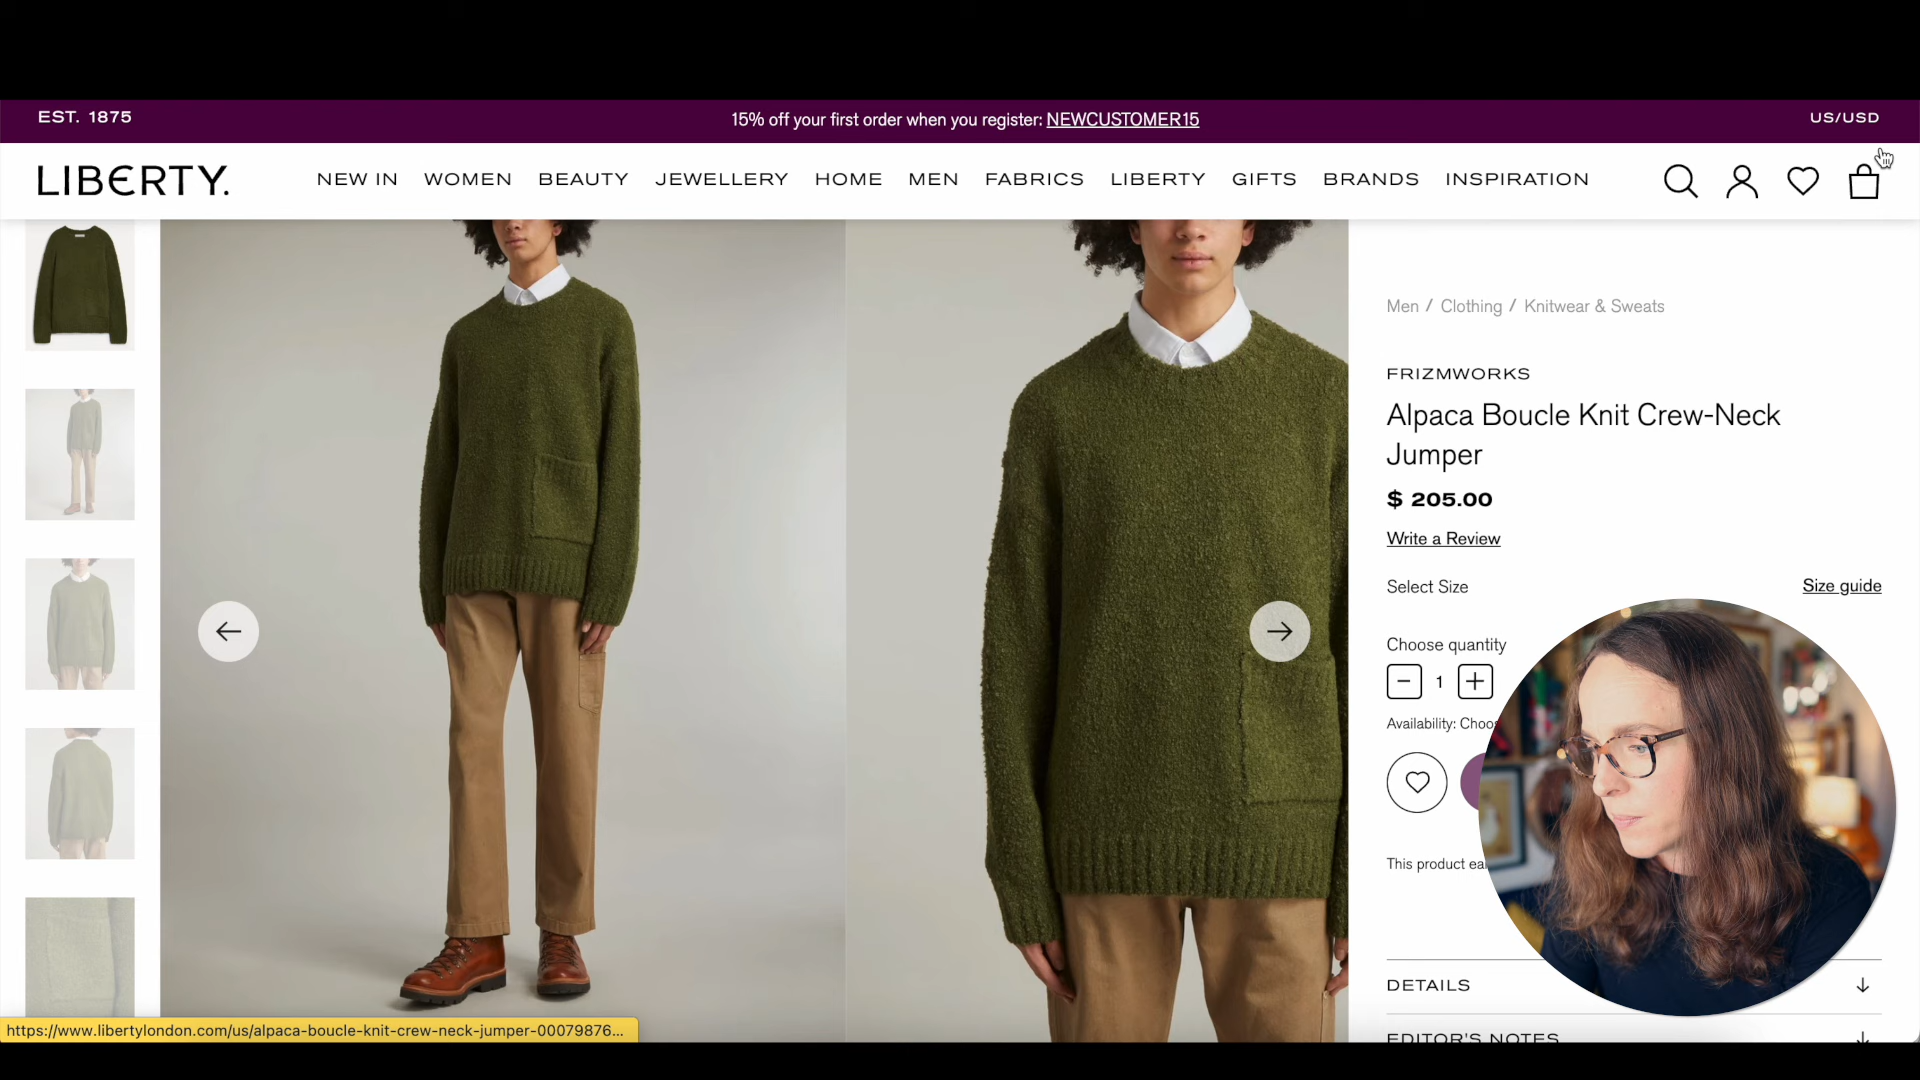 EST. 1875
15% off your first order when you register: NEWCUSTOMER15
US/USD
LIBERTY.
NEW IN WOMEN BEAUTY JEWELLERY HOME MEN FABRICS LIBERTY GIFTS BRANDS INSPIRATION
Men / Clothing / Knitwear & Sweats
FRIZMWORKS
Alpaca Boucle Knit Crew-Neck
Jumper
$ 205.00
Write a Review
Select Size
Size guide
Choose quantity
1
Availability:
This product
DETAILS
EDITOR'S NOTES
https://www.libertylondon.com/us/alpaca-boucle-knit-crew-neck-jumper-00079876...